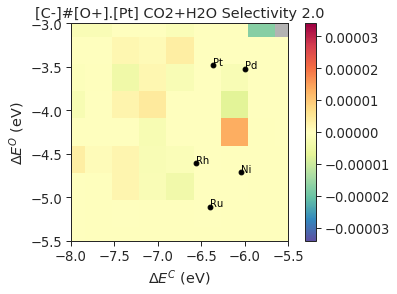 [C-]#[O+].[Pt] CO2+H2O Selectivity 2.0
−3.0
−3.5
−4.0
−4.5
−5.0
−5.5
ΔE^O (eV)
Pt
Pd
Rh
Ni
Ru
−8.0 −7.5 −7.0 −6.5 −6.0 −5.5
ΔE^C (eV)
0.00003
0.00002
0.00001
0.00000
−0.00001
−0.00002
−0.00003